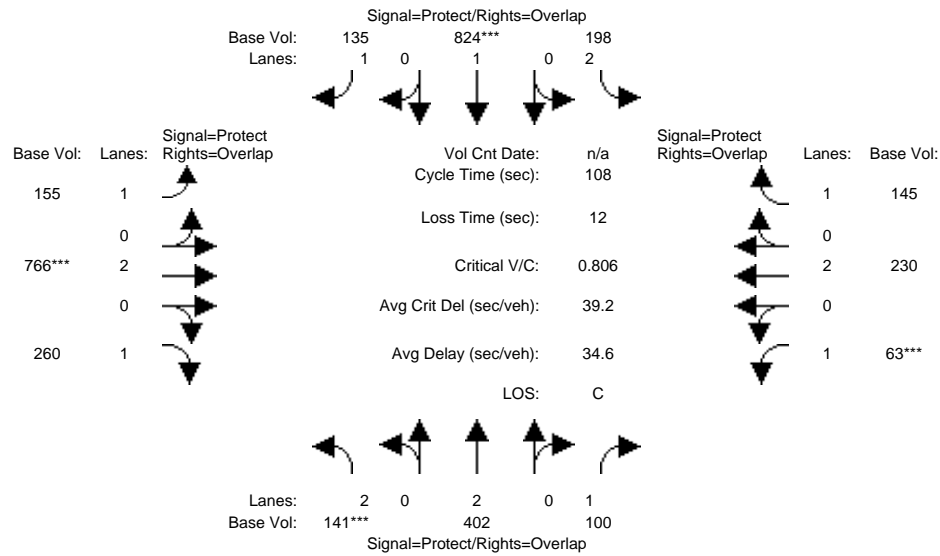 Signal=Protect/Rights=Overlap
Base Vol: 135 824*** 198
Lanes: 1 0 1 0 2
Signal=Protect
Base Vol: Lanes: Rights=Overlap
Vol Cnt Date: n/a
Signal=Protect
Rights=Overlap Lanes: Base Vol:
Cycle Time (sec): 108
155 1
1 145
Loss Time (sec): 12
0
0
766*** 2
Critical V/C: 0.806
2 230
0
Avg Crit Del (sec/veh): 39.2
0
260 1
Avg Delay (sec/veh): 34.6
1 63***
LOS: C
Lanes: 2 0 2 0 1
Base Vol: 141*** 402 100
Signal=Protect/Rights=Overlap